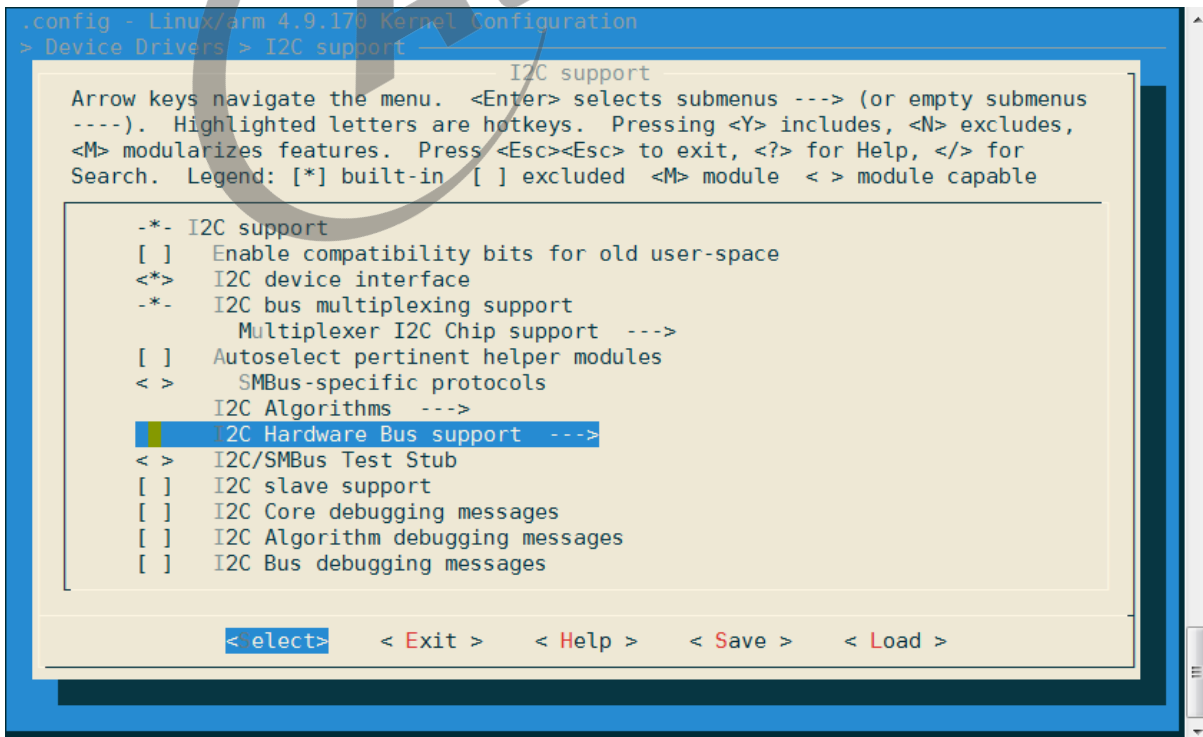 .config - Linux/arm 4.9.170 Kernel Configuration
> Device Drivers > I2C support
I2C support
Arrow keys navigate the menu. <Enter> selects submenus ---> (or empty submenus
----). Highlighted letters are hotkeys. Pressing <Y> includes, <N> excludes,
<M> modularizes features. Press <Esc><Esc> to exit, <?> for Help, </> for
Search. Legend: [*] built-in [ ] excluded <M> module < > module capable
-*- I2C support
[ ] Enable compatibility bits for old user-space
<*> I2C device interface
-*- I2C bus multiplexing support
Multiplexer I2C Chip support --->
[ ] Autoselect pertinent helper modules
< > SMBus-specific protocols
I2C Algorithms --->
I2C Hardware Bus support --->
< > I2C/SMBus Test Stub
[ ] I2C slave support
[ ] I2C Core debugging messages
[ ] I2C Algorithm debugging messages
[ ] I2C Bus debugging messages
<Select> < Exit > < Help > < Save > < Load >